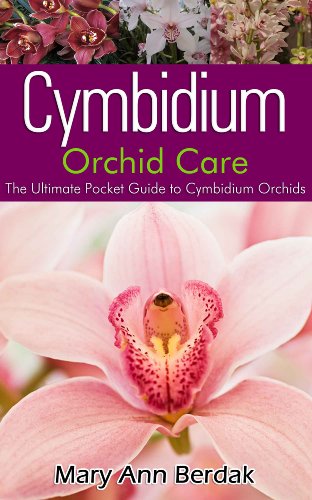 Cymbidium
Orchid Care
The Ultimate Pocket Guide to Cymbidium Orchids
Mary Ann Berdak